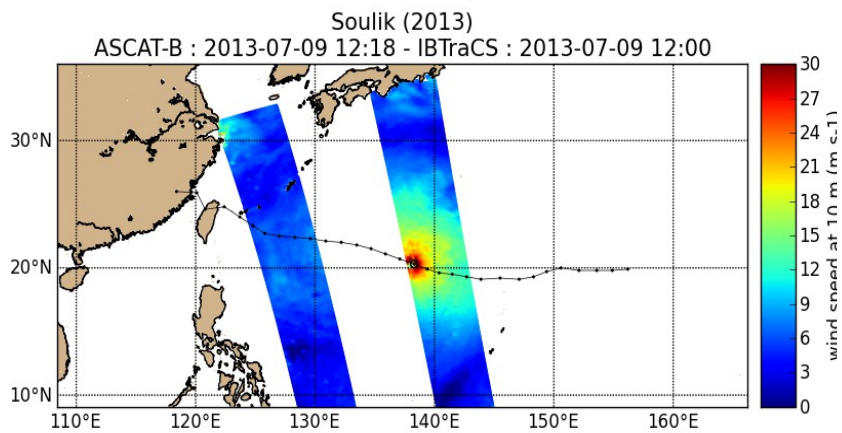 Soulik (2013)
ASCAT-B : 2013-07-09 12:18 - IBTraCS : 2013-07-09 12:00
30°N
20°N
10°N
110°E 120°E 130°E 140°E 150°E 160°E
30
27
24
21
18
15
12
9
6
3
0
wind speed at 10 m (m s-1)